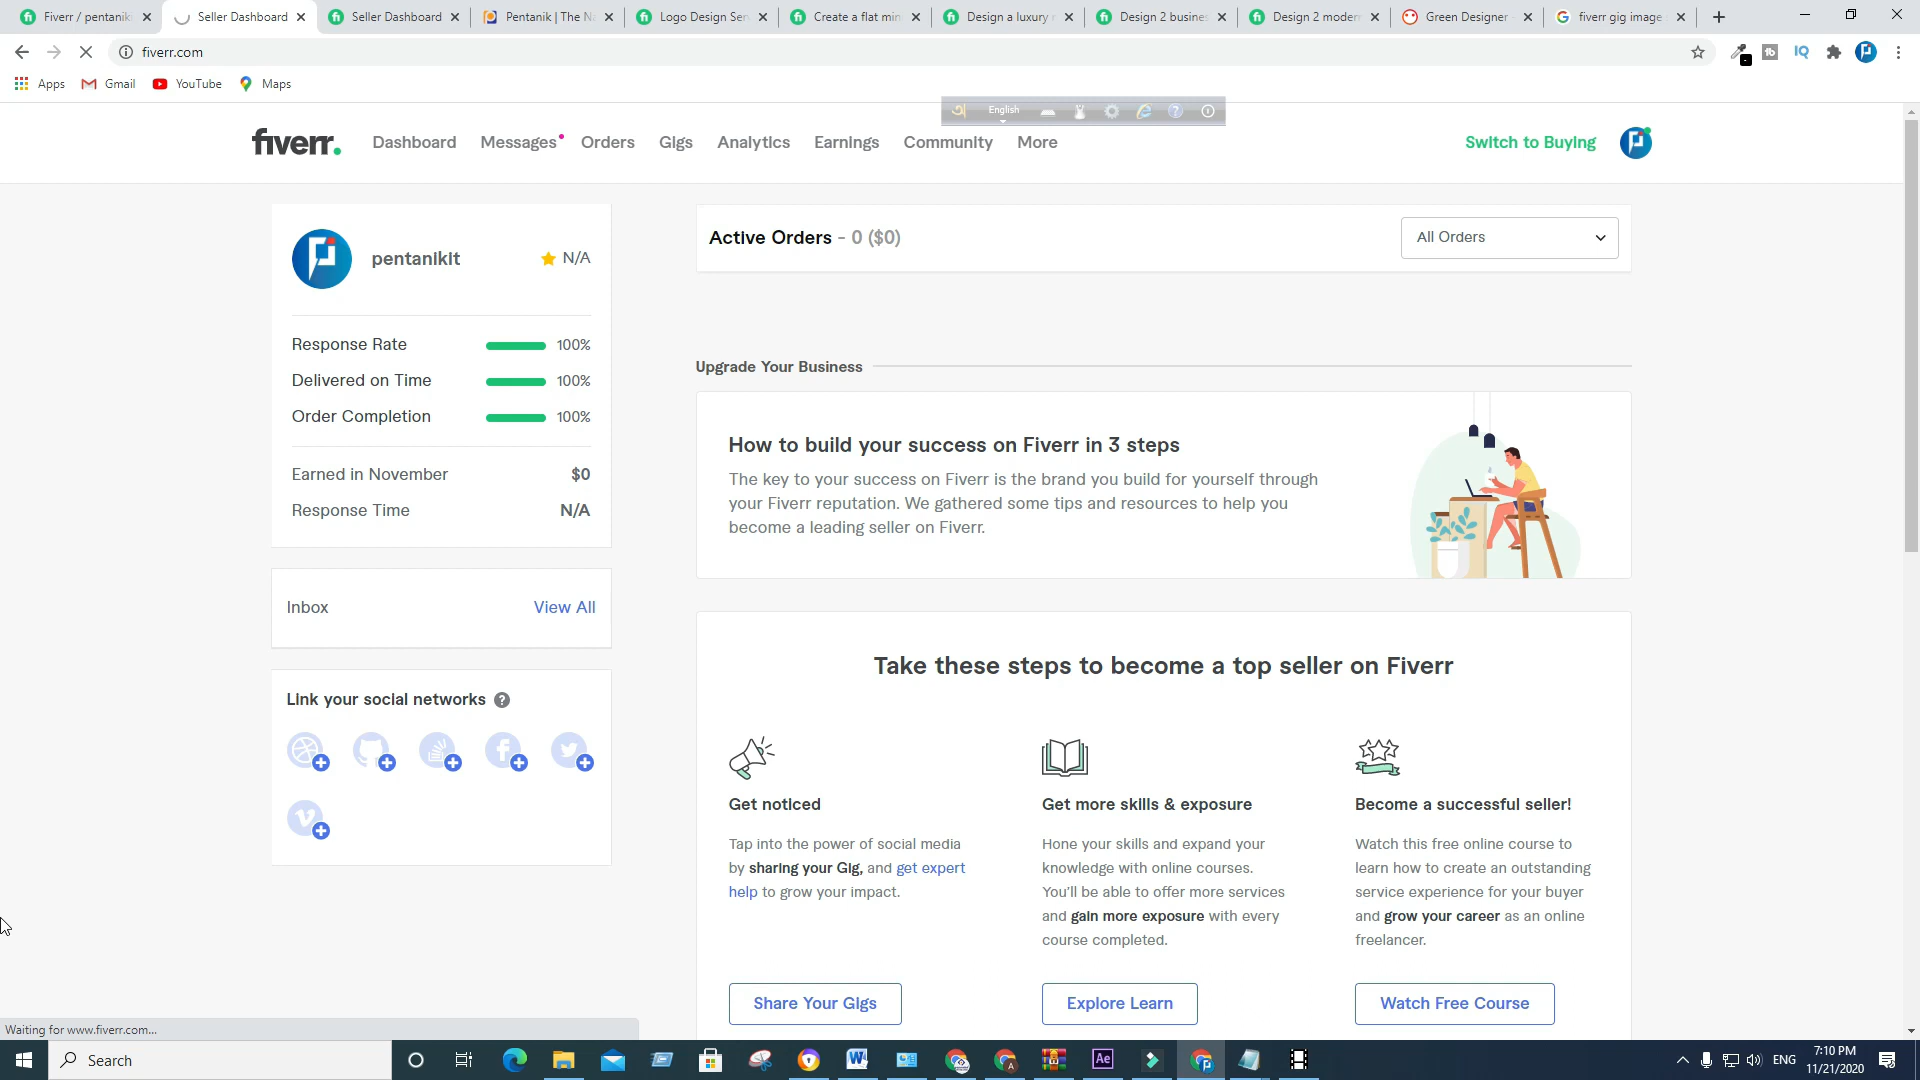 Fiverr / pentanik
Seller Dashboard
Seller Dashboard
Pentanik | The N
Logo Design Ser
Create a flat min
Design a luxury
Design 2 busine
Design 2 moder
Green Designer
fiverr gig image
fiverr.com
Apps
Gmail
YouTube
Maps
English
fiverr.
Dashboard
Messages
Orders
Gigs
Analytics
Earnings
Community
More
Switch to Buying
pentanikit
N/A
Response Rate
100%
Delivered on Time
100%
Order Completion
100%
Earned in November
$0
Response Time
N/A
Inbox
View All
Link your social networks
Active Orders - 0 ($0)
All Orders
Upgrade Your Business
How to build your success on Fiverr in 3 steps
The key to your success on Fiverr is the brand you build for yourself through
your Fiverr reputation. We gathered some tips and resources to help you
become a leading seller on Fiverr.
Take these steps to become a top seller on Fiverr
Get noticed
Tap into the power of social media
by sharing your Gig, and get expert
help to grow your impact.
Share Your Gigs
Get more skills & exposure
Hone your skills and expand your
knowledge with online courses.
You'll be able to offer more services
and gain more exposure with every
course completed.
Explore Learn
Become a successful seller!
Watch this free online course to
learn how to create an outstanding
service experience for your buyer
and grow your career as an online
freelancer.
Watch Free Course
Waiting for www.fiverr.com...
Search
ENG
7:10 PM
11/21/2020